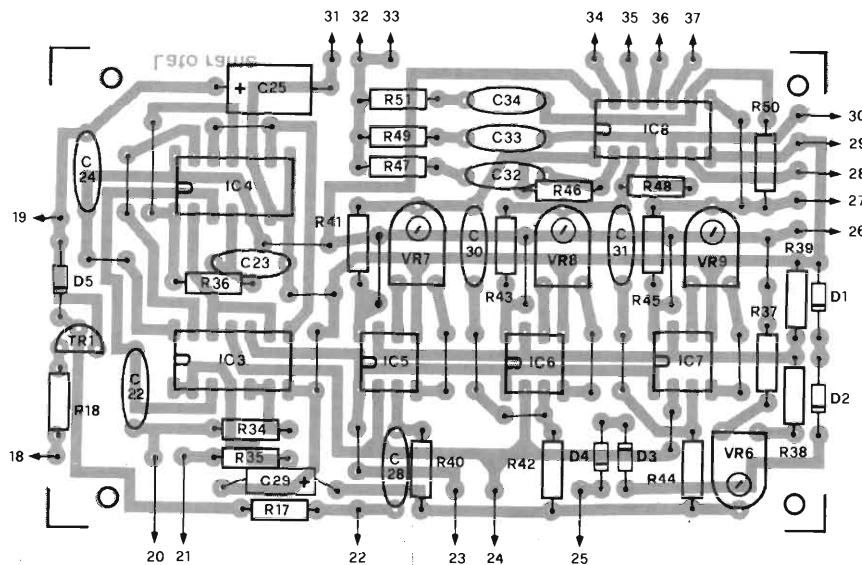 31 32 33 34 35 36 37
Lato rame
C25
R51 C34
R50
30
R49 C33 IC8
29
C 24
R47 C32
28
IC4 R46 R48
27
19
R41
26
C 30 C 31
VR7 VR8 VR9
R39
C23
D5 R36
R43 R45 D1
R37
TR1
IC3 IC5 IC6 IC7
C 22
R18
D2
R34
R38
18
R35 C 28 R40 R42 D4 D3 VR6
C29
R44
R17
20 21 22 23 24 25